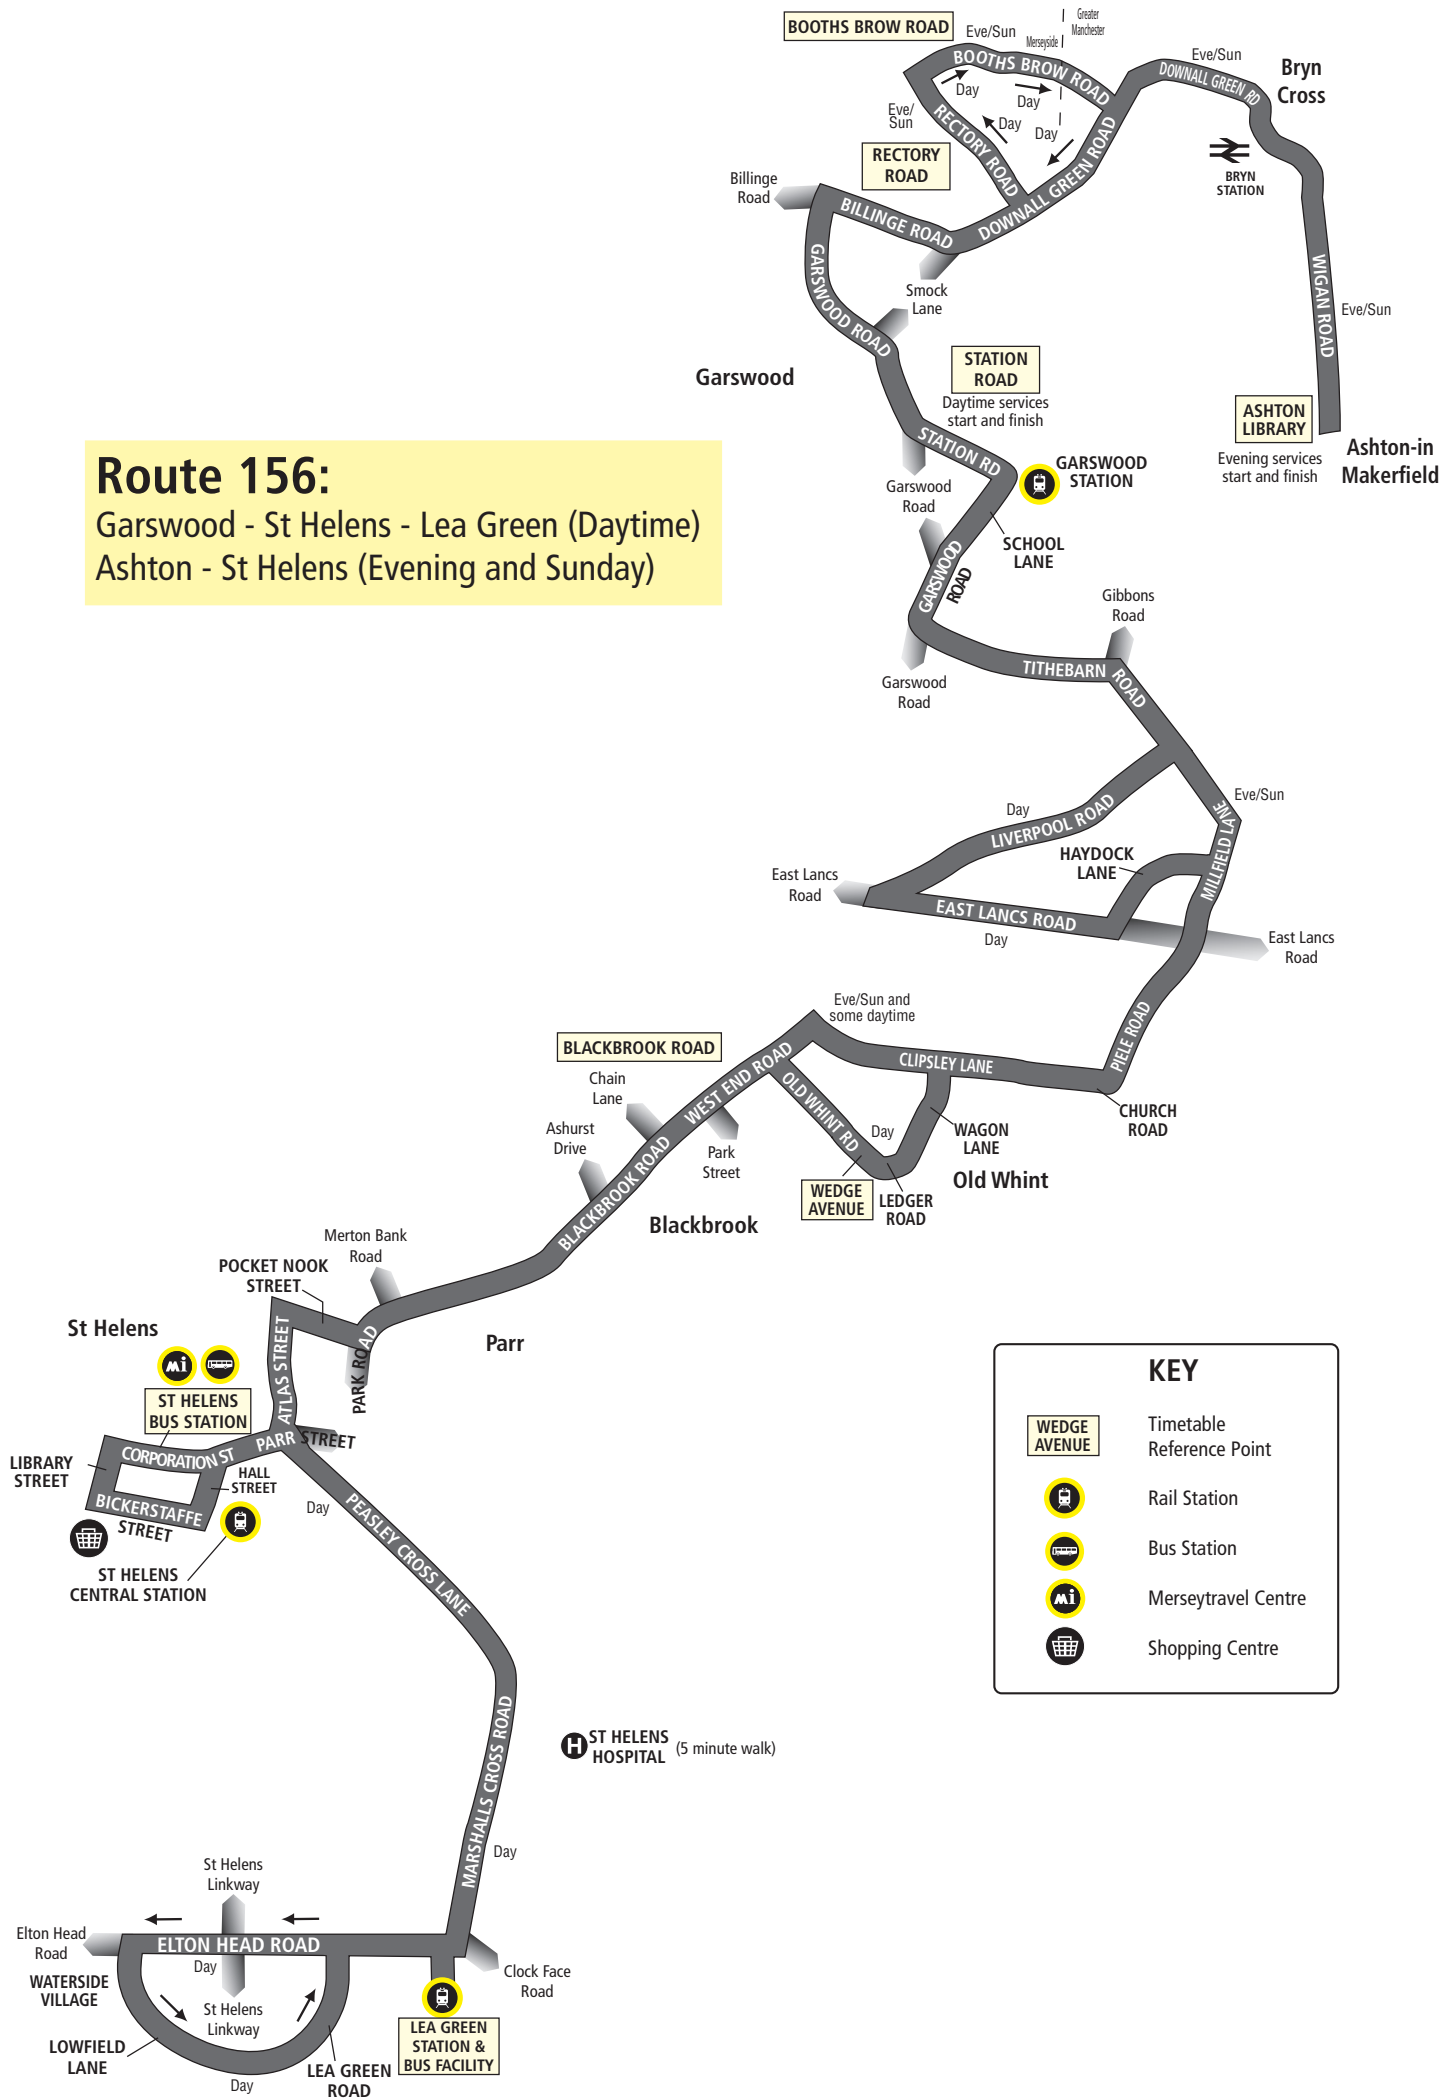 BOOTHS BROW ROAD
Eve/Sun
Merseyside
Greater
Manchester
Eve/Sun
BOOTHS BROW ROAD
DOWNALL GREEN RD
Bryn
Cross
Day
Day
Day
Day
Eve/
Sun
RECTORY ROAD
RECTORY
ROAD
DOWNALL GREEN ROAD
BRYN
STATION
Billinge
Road
BILLINGE ROAD
GARSWOOD ROAD
Smock
Lane
WIGAN ROAD
Eve/Sun
Garswood
STATION
ROAD
Daytime services
start and finish
STATION RD
ASHTON
LIBRARY
Evening services
start and finish
Ashton-in
Makerfield
Route 156:
Garswood - St Helens - Lea Green (Daytime)
Ashton - St Helens (Evening and Sunday)
GARSWOOD
STATION
Garswood
Road
SCHOOL
LANE
GARSWOOD
ROAD
Gibbons
Road
Garswood
Road
TITHEBARN ROAD
Eve/Sun
Day
LIVERPOOL ROAD
HAYDOCK
LANE
MILLFIELD LANE
East Lancs
Road
EAST LANCS ROAD
Day
East Lancs
Road
Eve/Sun and
some daytime
PIELE ROAD
BLACKBROOK ROAD
CLIPSLEY LANE
WEST END ROAD
Chain
Lane
OLD WHINT RD
CHURCH
ROAD
Ashurst
Drive
Park
Street
Day
WAGON
LANE
BLACKBROOK ROAD
WEDGE
AVENUE
LEDGER
ROAD
Old Whint
Blackbrook
Merton Bank
Road
POCKET NOOK
STREET
St Helens
ATLAS STREET
PARK ROAD
Parr
ST HELENS
BUS STATION
PARR STREET
CORPORATION ST
LIBRARY
STREET
HALL
STREET
BICKERSTAFFE
STREET
Day
PEASLEY CROSS LANE
ST HELENS
CENTRAL STATION
KEY
WEDGE
AVENUE
Timetable
Reference Point
Rail Station
Bus Station
mi
Merseytravel Centre
Shopping Centre
mi
MARSHALLS CROSS ROAD
H
ST HELENS
HOSPITAL
(5 minute walk)
Day
St Helens
Linkway
Elton Head
Road
ELTON HEAD ROAD
Day
Clock Face
Road
WATERSIDE
VILLAGE
St Helens
Linkway
LEA GREEN
STATION &
BUS FACILITY
LOWFIELD
LANE
LEA GREEN
ROAD
Day